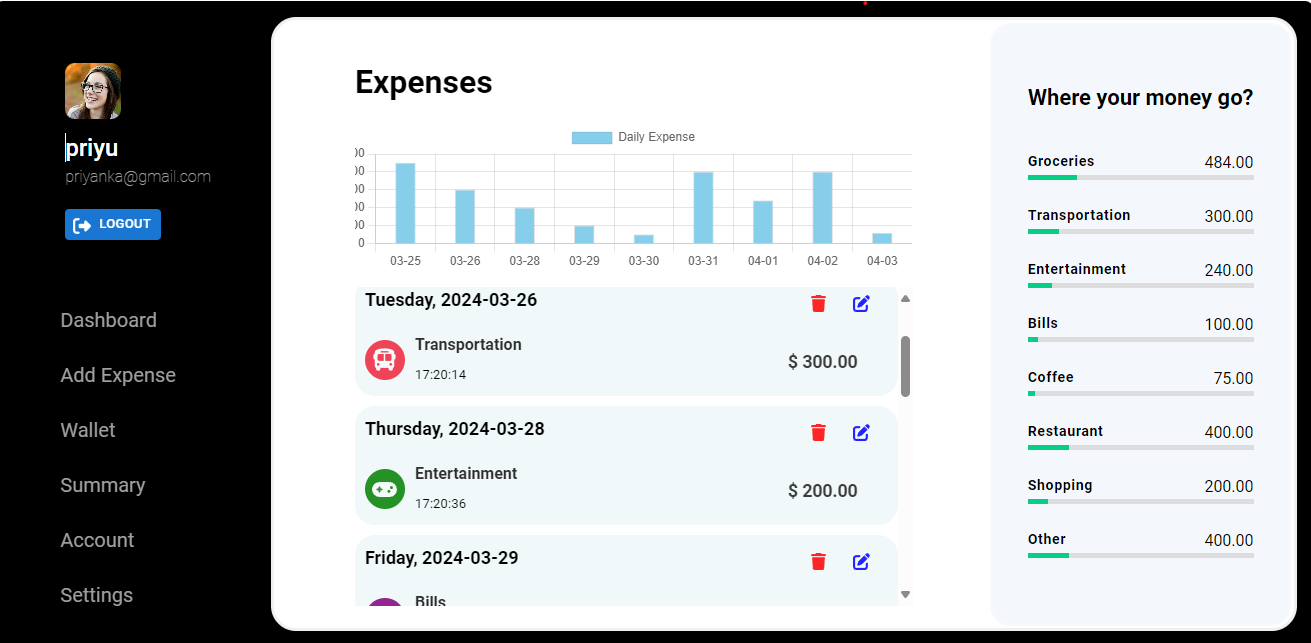 priyu
priyanka@gmail.com
LOGOUT
Dashboard
Add Expense
Wallet
Summary
Account
Settings
Expenses
Daily Expense
00
00
00
00
0
03-25 03-26 03-28 03-29 03-30 03-31 04-01 04-02 04-03
Tuesday, 2024-03-26
Transportation
$ 300.00
17:20:14
Thursday, 2024-03-28
Entertainment
$ 200.00
17:20:36
Friday, 2024-03-29
Bills
Where your money go?
Groceries 484.00
Transportation 300.00
Entertainment 240.00
Bills 100.00
Coffee 75.00
Restaurant 400.00
Shopping 200.00
Other 400.00